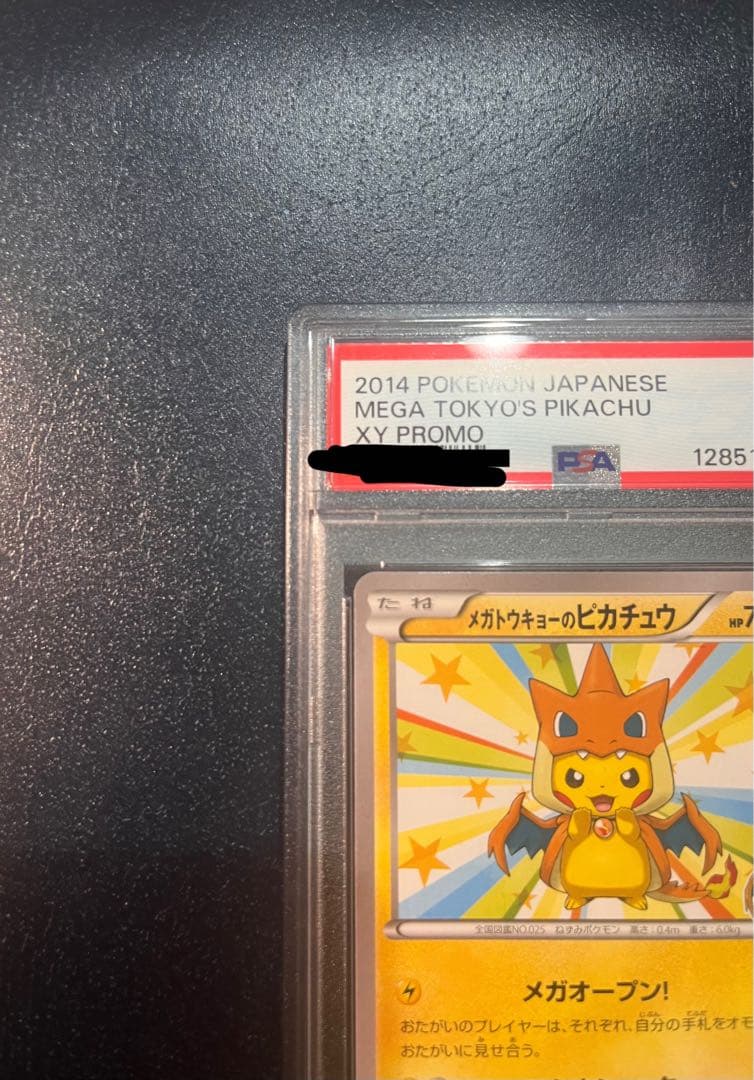 2014 POKEMON JAPANESE
MEGA TOKYO'S PIKACHU
XY PROMO
PSA 12851
たね メガトウキョーのピカチュウ HP7
全国図鑑NO.025 ねずみポケモン 高さ:0.4m 重さ:6.0kg
メガオープン!
おたがいのプレイヤーは、それぞれ、自分の手札をオモ
おたがいに見せ合う。